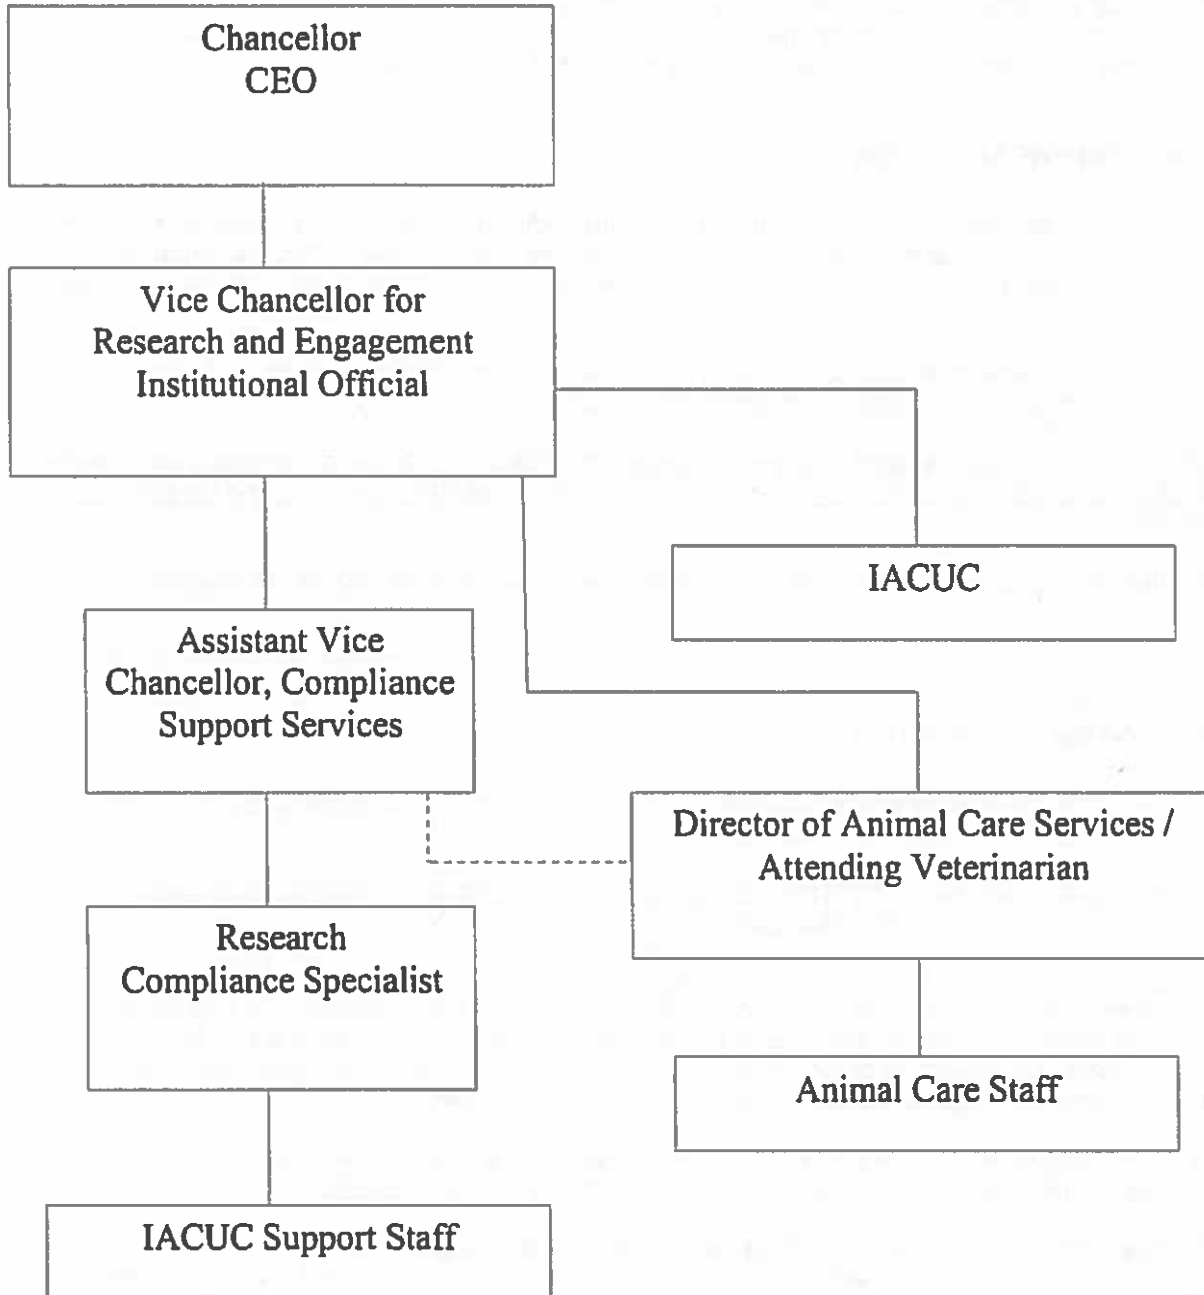 Chancellor
CEO
Vice Chancellor for
Research and Engagement
Institutional Official
IACUC
Assistant Vice
Chancellor, Compliance
Support Services
Director of Animal Care Services /
Attending Veterinarian
Research
Compliance Specialist
Animal Care Staff
IACUC Support Staff